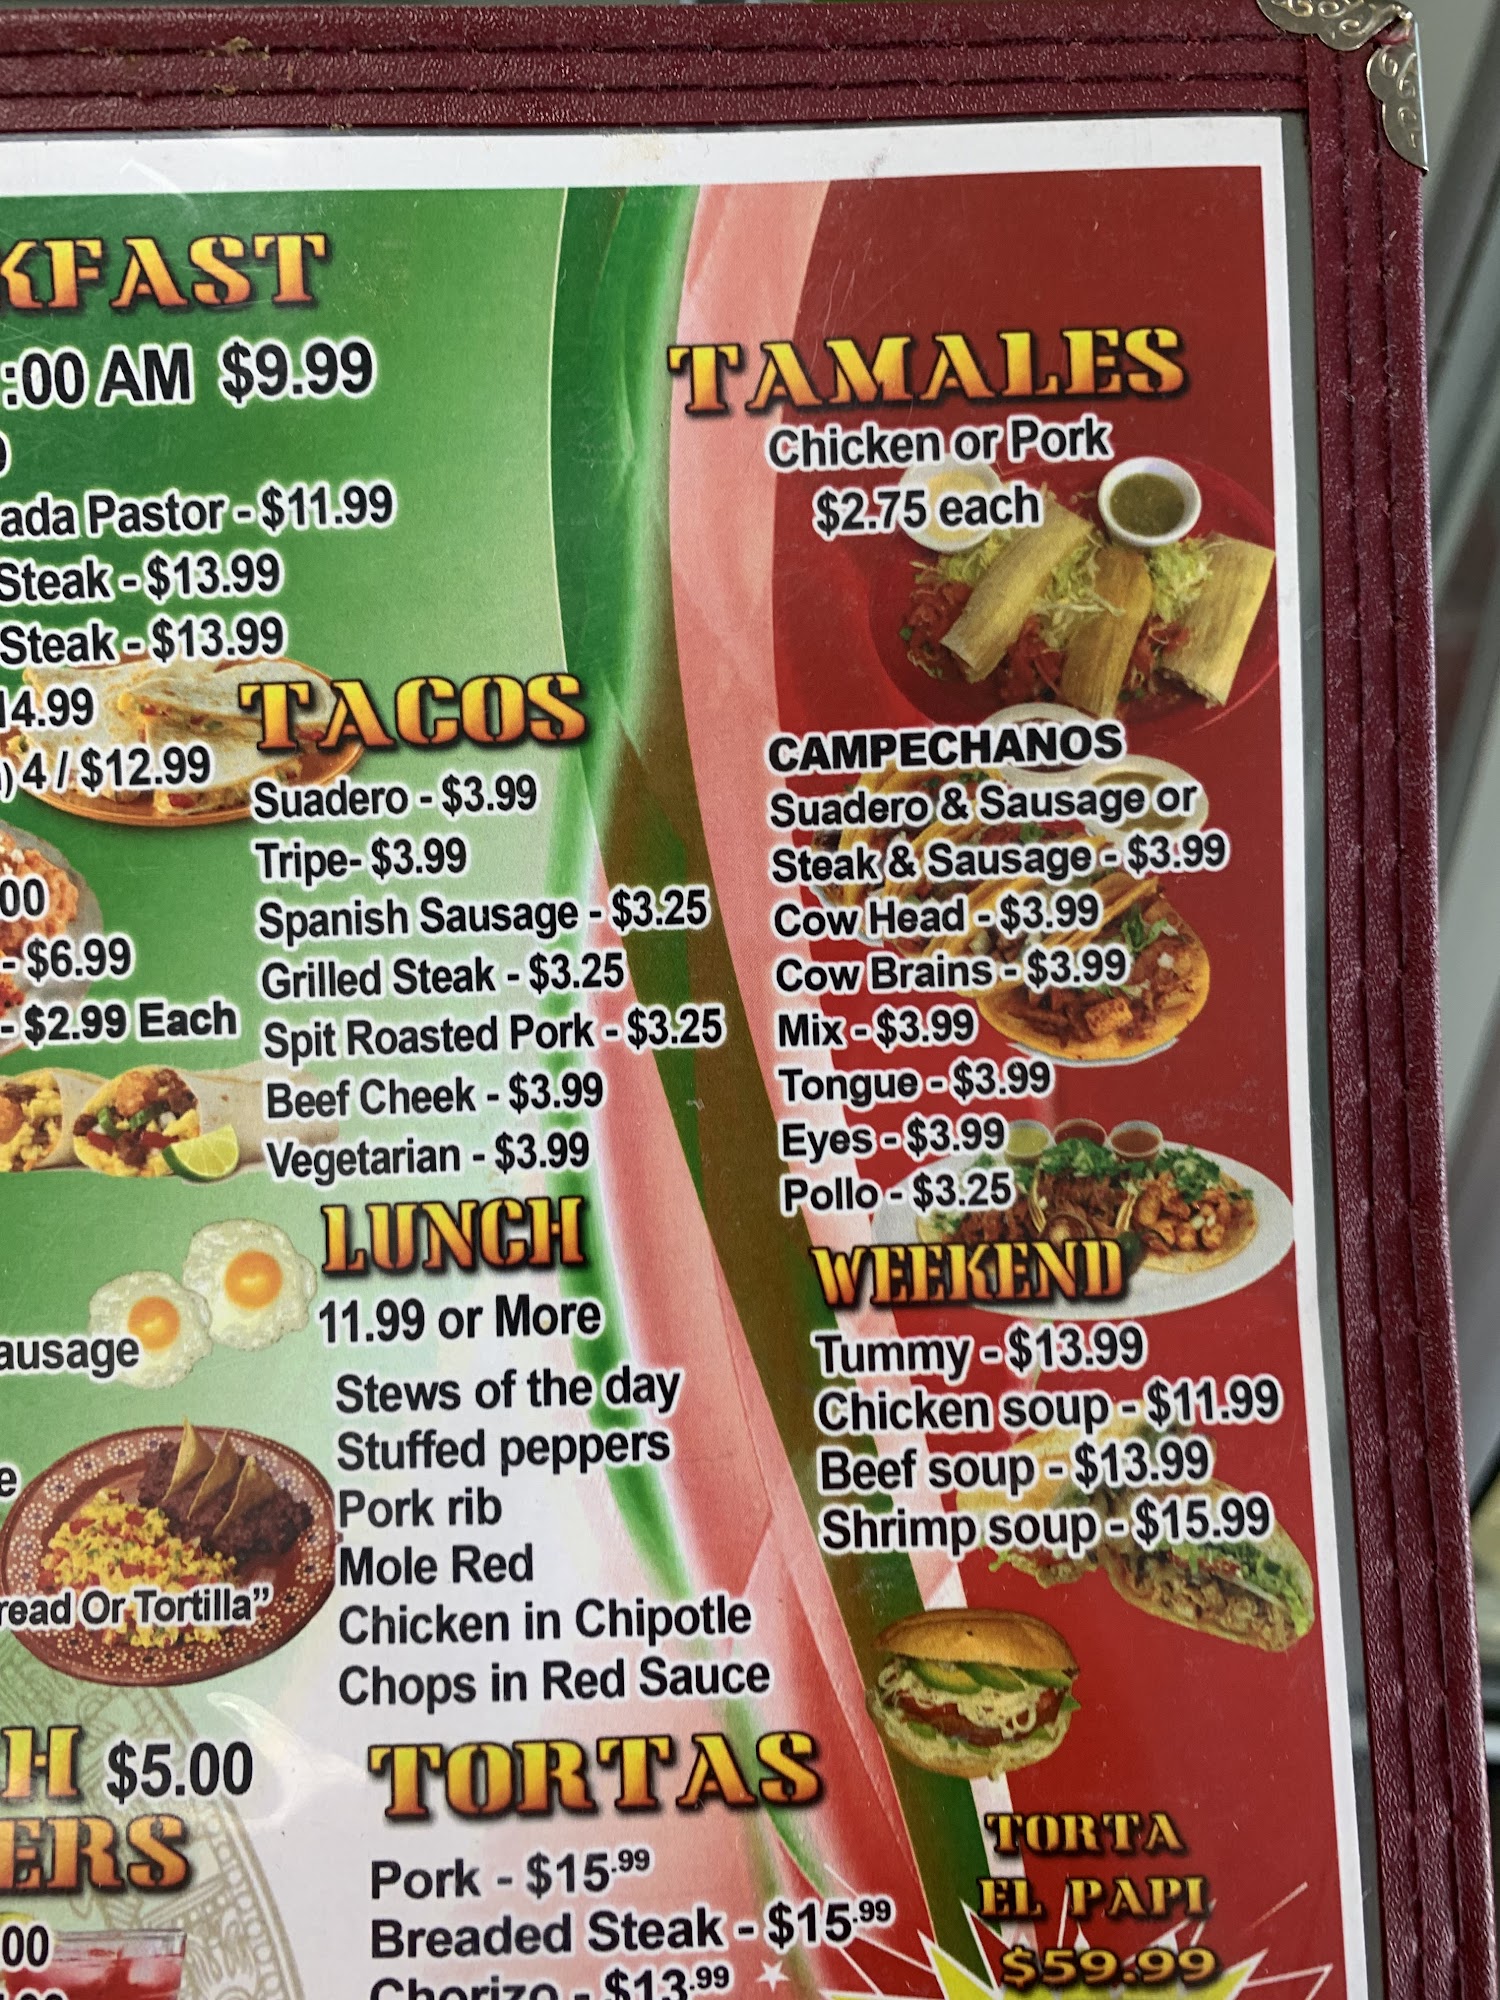 KFAST
:00 AM $9.99
ada Pastor - $11.99
Steak - $13.99
Steak - $13.99
14.99
) 4 / $12.99
00
- $6.99
- $2.99 Each
ausage
e
read Or Tortilla”
H $5.00
ERS
00
TACOS
Suadero - $3.99
Tripe- $3.99
Spanish Sausage - $3.25
Grilled Steak - $3.25
Spit Roasted Pork - $3.25
Beef Cheek - $3.99
Vegetarian - $3.99
LUNCH
11.99 or More
Stews of the day
Stuffed peppers
Pork rib
Mole Red
Chicken in Chipotle
Chops in Red Sauce
TORTAS
Pork - $15.99
Breaded Steak - $15.99
Chorizo - $13.99
TAMALES
Chicken or Pork
$2.75 each
CAMPECHANOS
Suadero & Sausage or
Steak & Sausage - $3.99
Cow Head - $3.99
Cow Brains - $3.99
Mix - $3.99
Tongue - $3.99
Eyes - $3.99
Pollo - $3.25
WEEKEND
Tummy - $13.99
Chicken soup - $11.99
Beef soup - $13.99
Shrimp soup - $15.99
TORTA
EL PAPI
$59.99